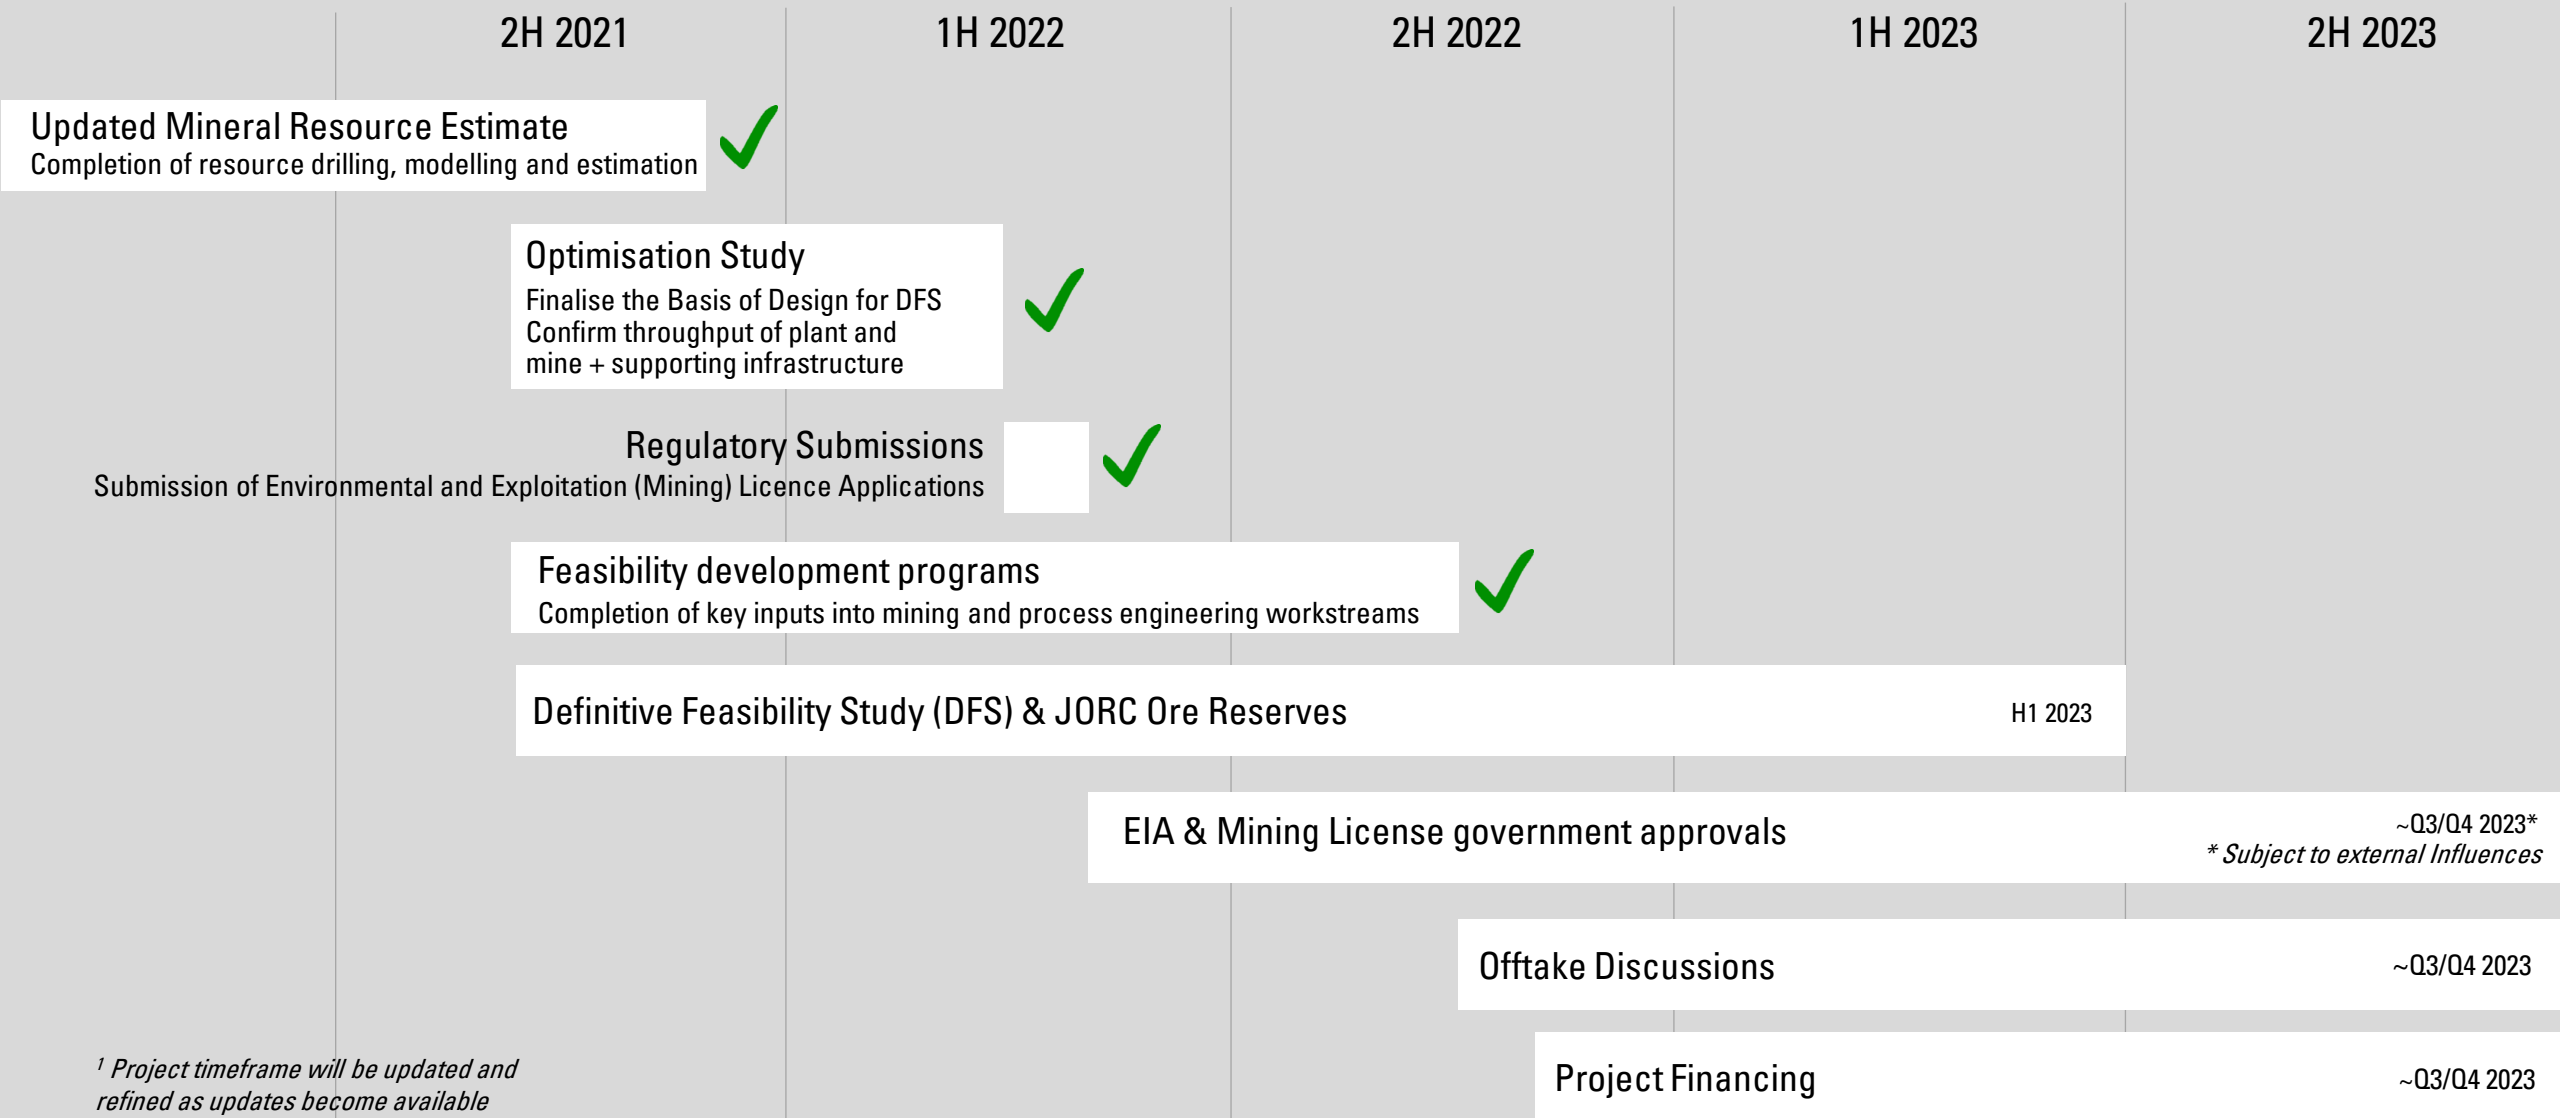 2H 2021
1H 2022
2H 2022
1H 2023
2H 2023
Updated Mineral Resource Estimate
Completion of resource drilling, modelling and estimation
Optimisation Study
Finalise the Basis of Design for DFS
Confirm throughput of plant and
mine + supporting infrastructure
Regulatory Submissions
Submission of Environmental and Exploitation (Mining) Licence Applications
Feasibility development programs
Completion of key inputs into mining and process engineering workstreams
Definitive Feasibility Study (DFS) & JORC Ore Reserves
H1 2023
EIA & Mining License government approvals
~Q3/Q4 2023*
* Subject to external Influences
Offtake Discussions
~Q3/Q4 2023
Project Financing
~Q3/Q4 2023
¹ Project timeframe will be updated and
refined as updates become available